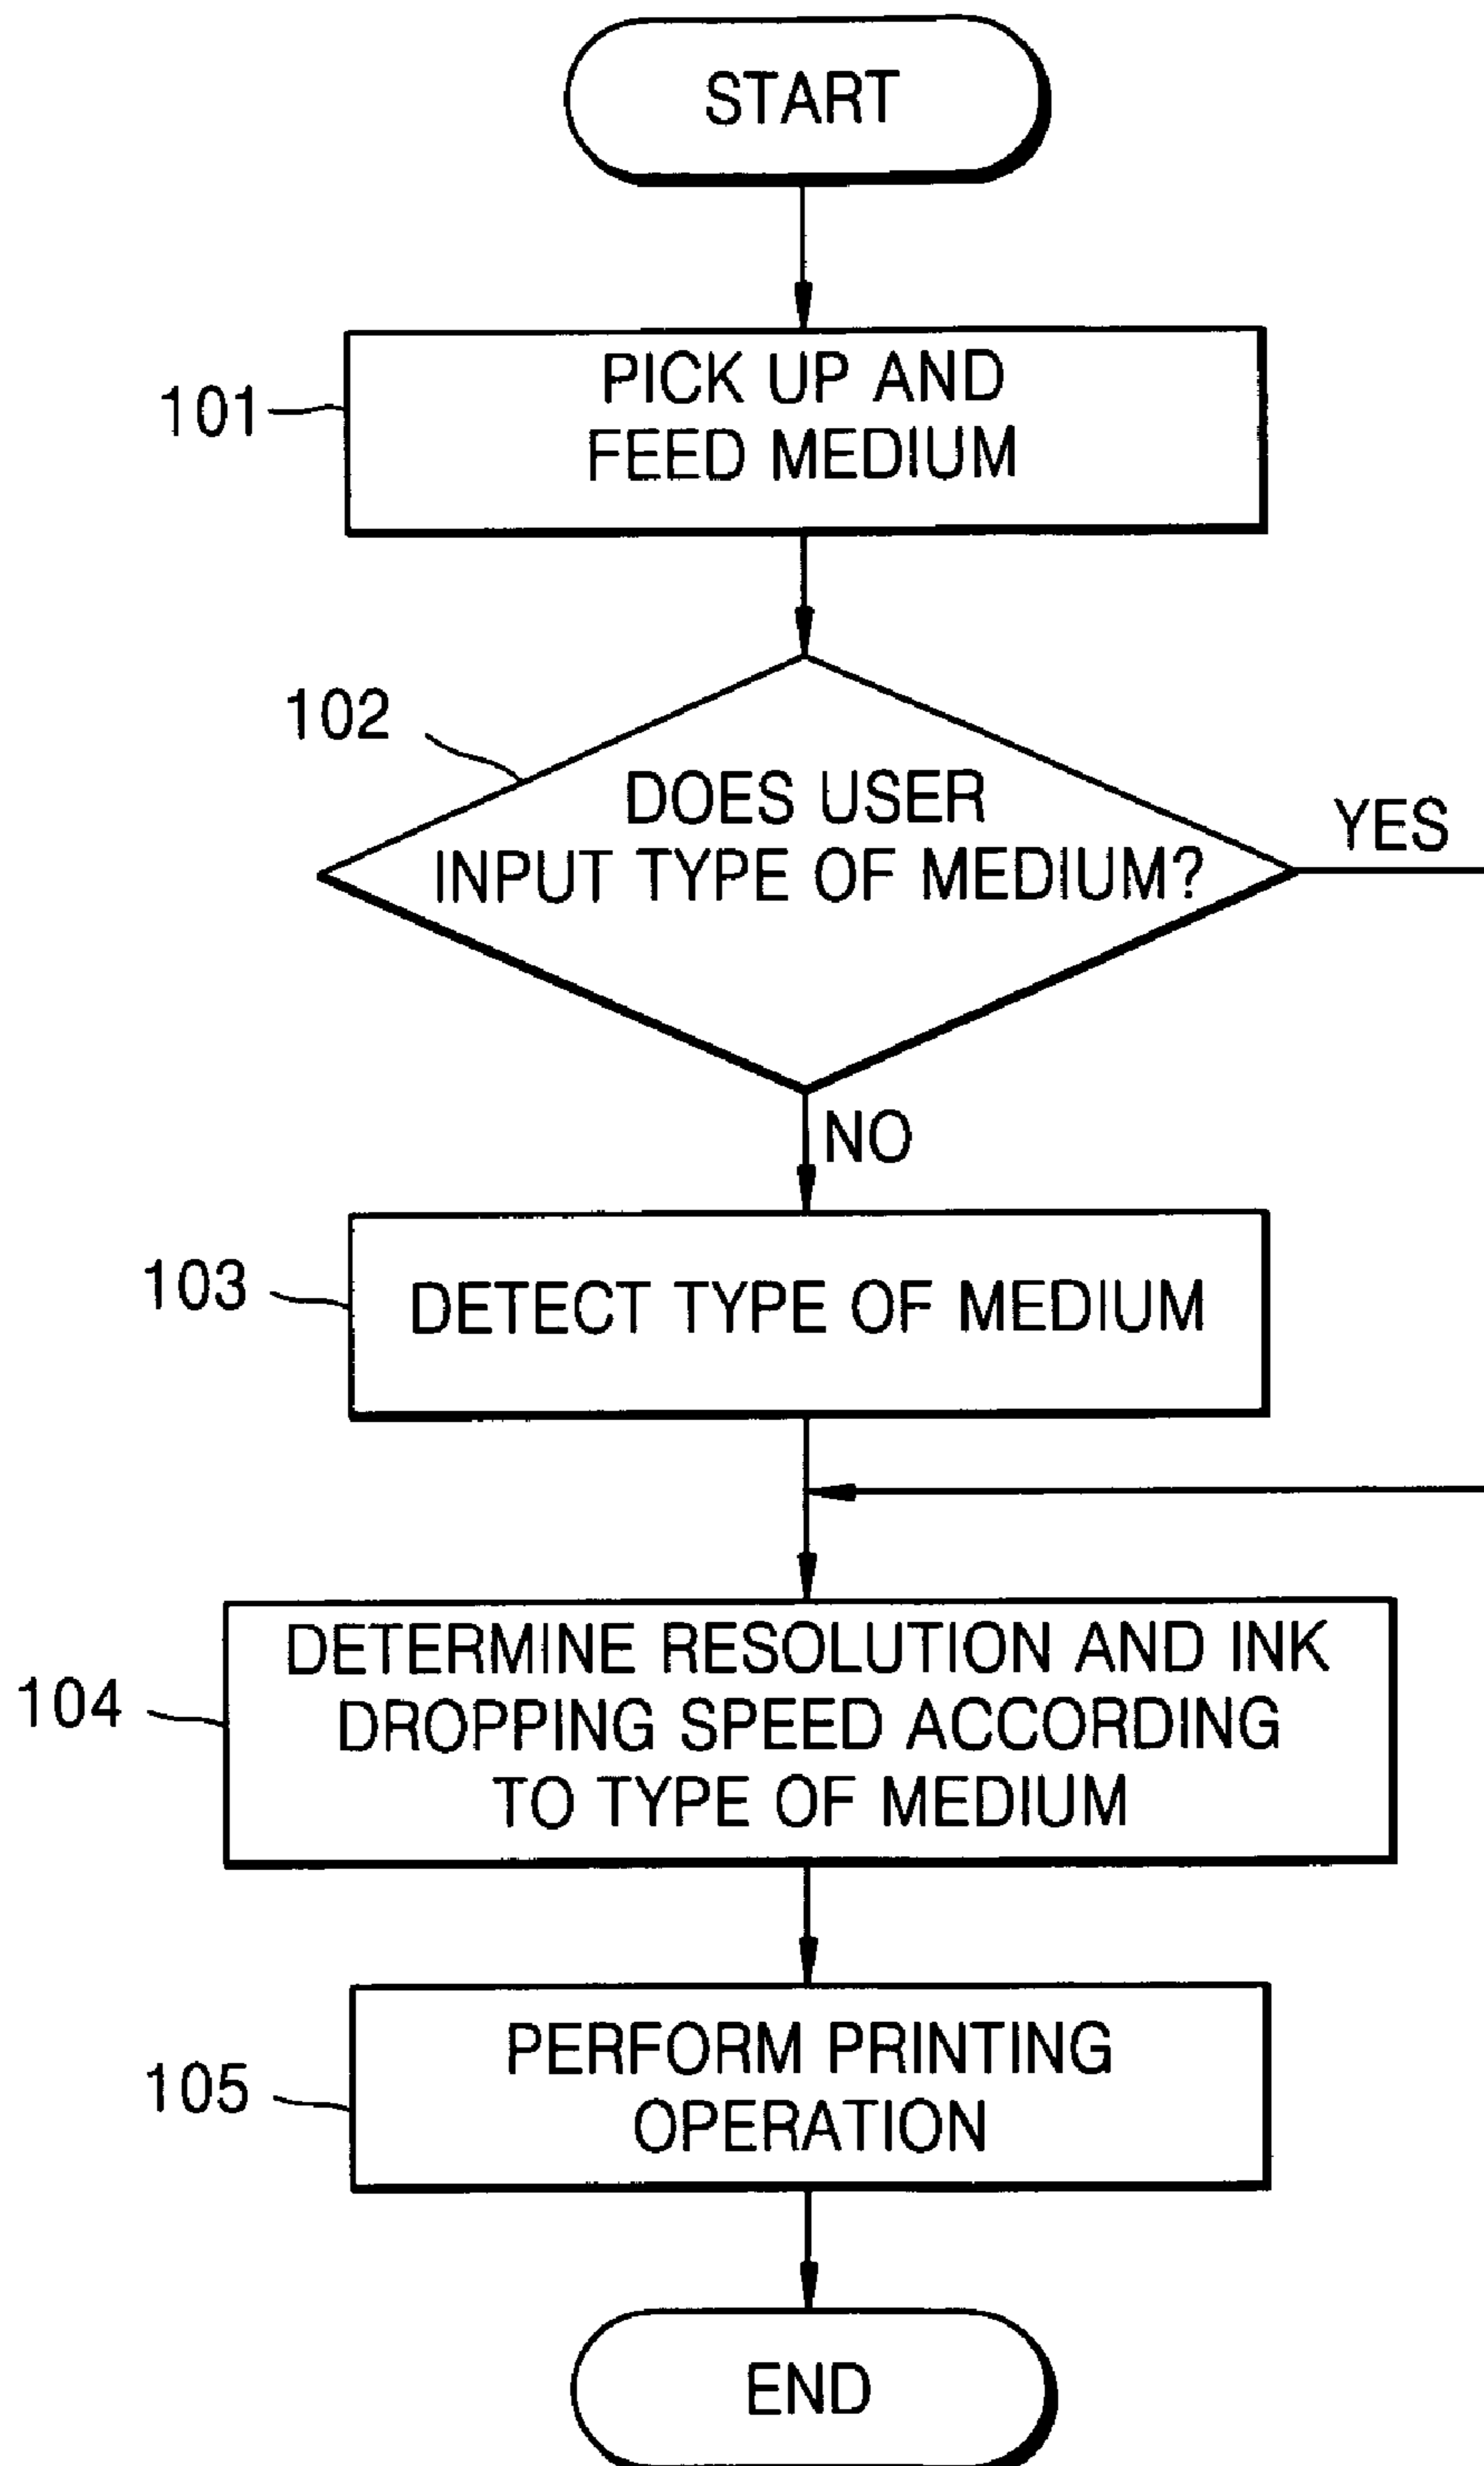 START
101
PICK UP AND
FEED MEDIUM
102
DOES USER
INPUT TYPE OF MEDIUM?
YES
NO
103
DETECT TYPE OF MEDIUM
104
DETERMINE RESOLUTION AND INK
DROPPING SPEED ACCORDING
TO TYPE OF MEDIUM
105
PERFORM PRINTING
OPERATION
END